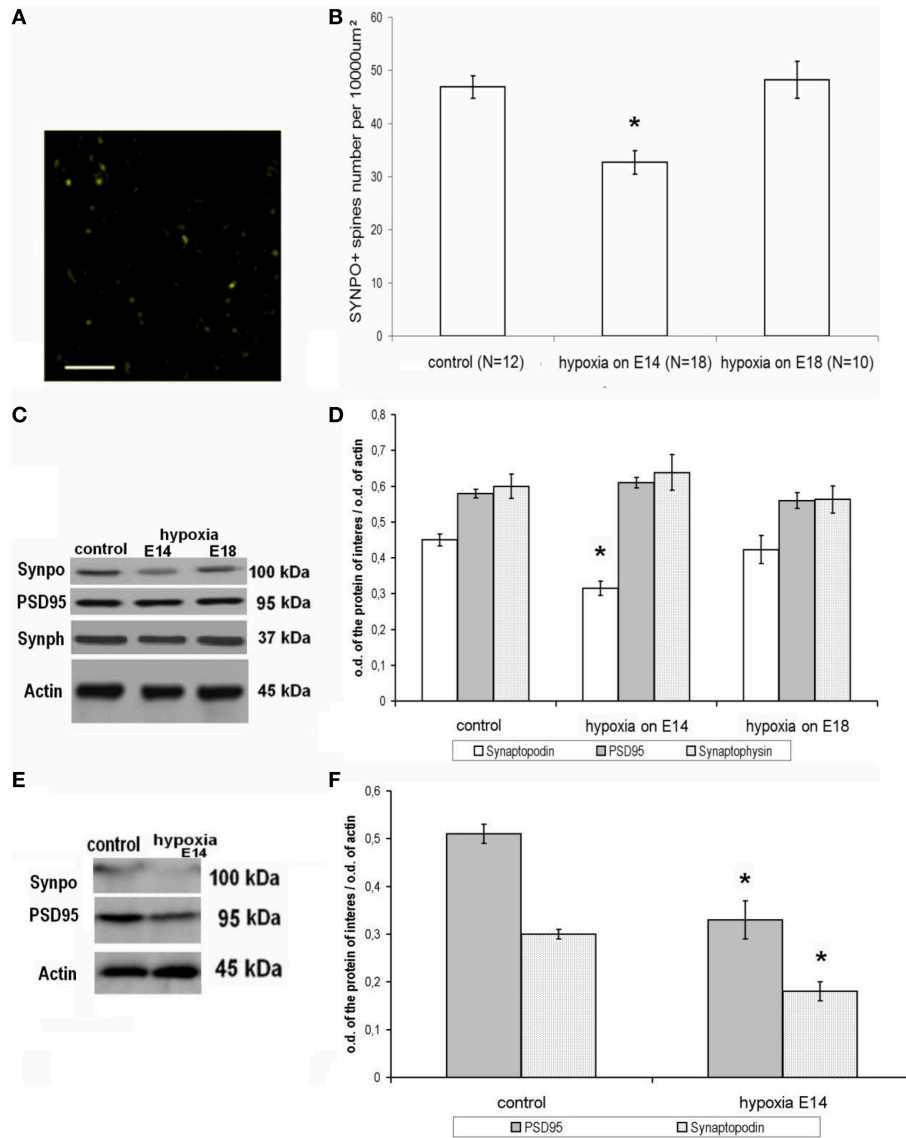 A
B
SYNPO+ spines number per 10000um²
60
50
40
30
20
10
0
*
control (N=12)
hypoxia on E14 (N=18)
hypoxia on E18 (N=10)
C
hypoxia
control
E14
E18
Synpo
100 kDa
PSD95
95 kDa
Synph
37 kDa
Actin
45 kDa
D
o.d. of the protein of interes / o.d. of actin
0,8
0,7
0,6
0,5
0,4
0,3
0,2
0,1
0
*
control
hypoxia on E14
hypoxia on E18
Synaptopodin
PSD95
Synaptophysin
E
control
hypoxia
E14
Synpo
100 kDa
PSD95
95 kDa
Actin
45 kDa
F
o.d. of the protein of interes / o.d. of actin
0,6
0,5
0,4
0,3
0,2
0,1
0
*
*
control
hypoxia E14
PSD95
Synaptopodin